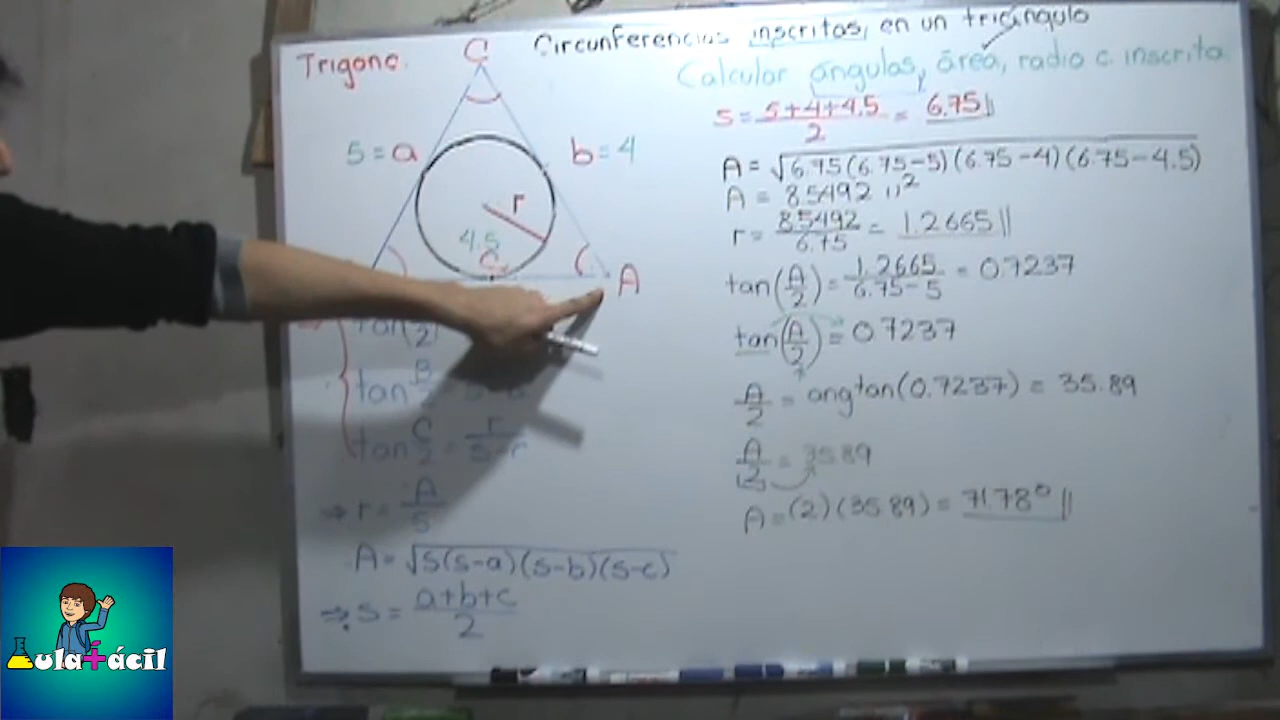 Circunferencias inscritas, en un triángulo
Trigono.
Calcular ángulos, área, radio c. inscrita
C
5 = a
b = 4
r
4.5
C
A
tan(/2)
tan B/2
tan C/2 = r/s-c
⇒ r = A/S
A = √S(s-a)(s-b)(s-c)
⇒ S = a+b+c/2
S = 5+4+4.5/2 = 6.75
A = √6.75(6.75-5)(6.75-4)(6.75-4.5)
A = 8.5492 u²
r = 8.5492/6.75 = 1.2665
tan(A/2) = 1.2665/6.75-5 = 0.7237
tan(A/2) = 0.7237
A/2 = angtan(0.7237) = 35.89
A/2 = 35.89
A = (2)(35.89) = 71.78°
Aula+ácil